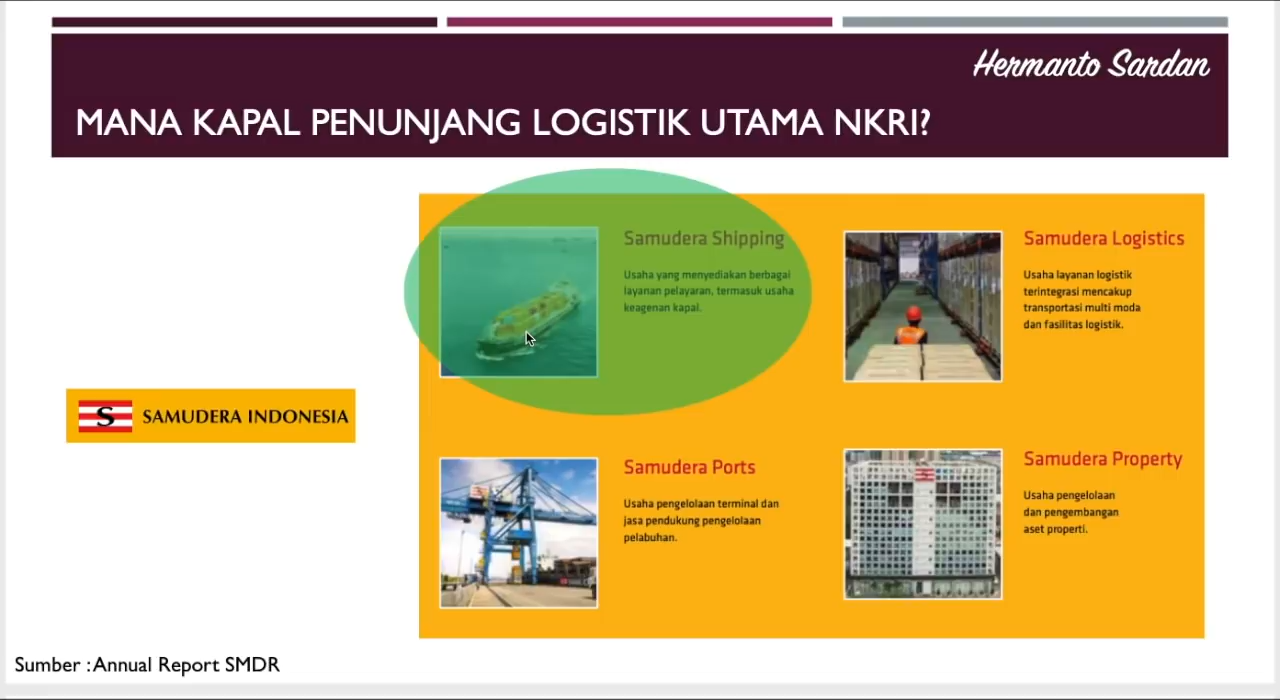 Hermanto Sardan
MANA KAPAL PENUNJANG LOGISTIK UTAMA NKRI?
Samudera Shipping
Usaha yang menyediakan berbagai
layanan pelayaran, termasuk usaha
keagenan kapal.
Samudera Logistics
Usaha layanan logistik
terintegrasi mencakup
transportasi multi moda
dan fasilitas logistik.
S SAMUDERA INDONESIA
Samudera Ports
Usaha pengelolaan terminal dan
jasa pendukung pengelolaan
pelabuhan.
Samudera Property
Usaha pengelolaan
dan pengembangan
aset properti.
Sumber : Annual Report SMDR